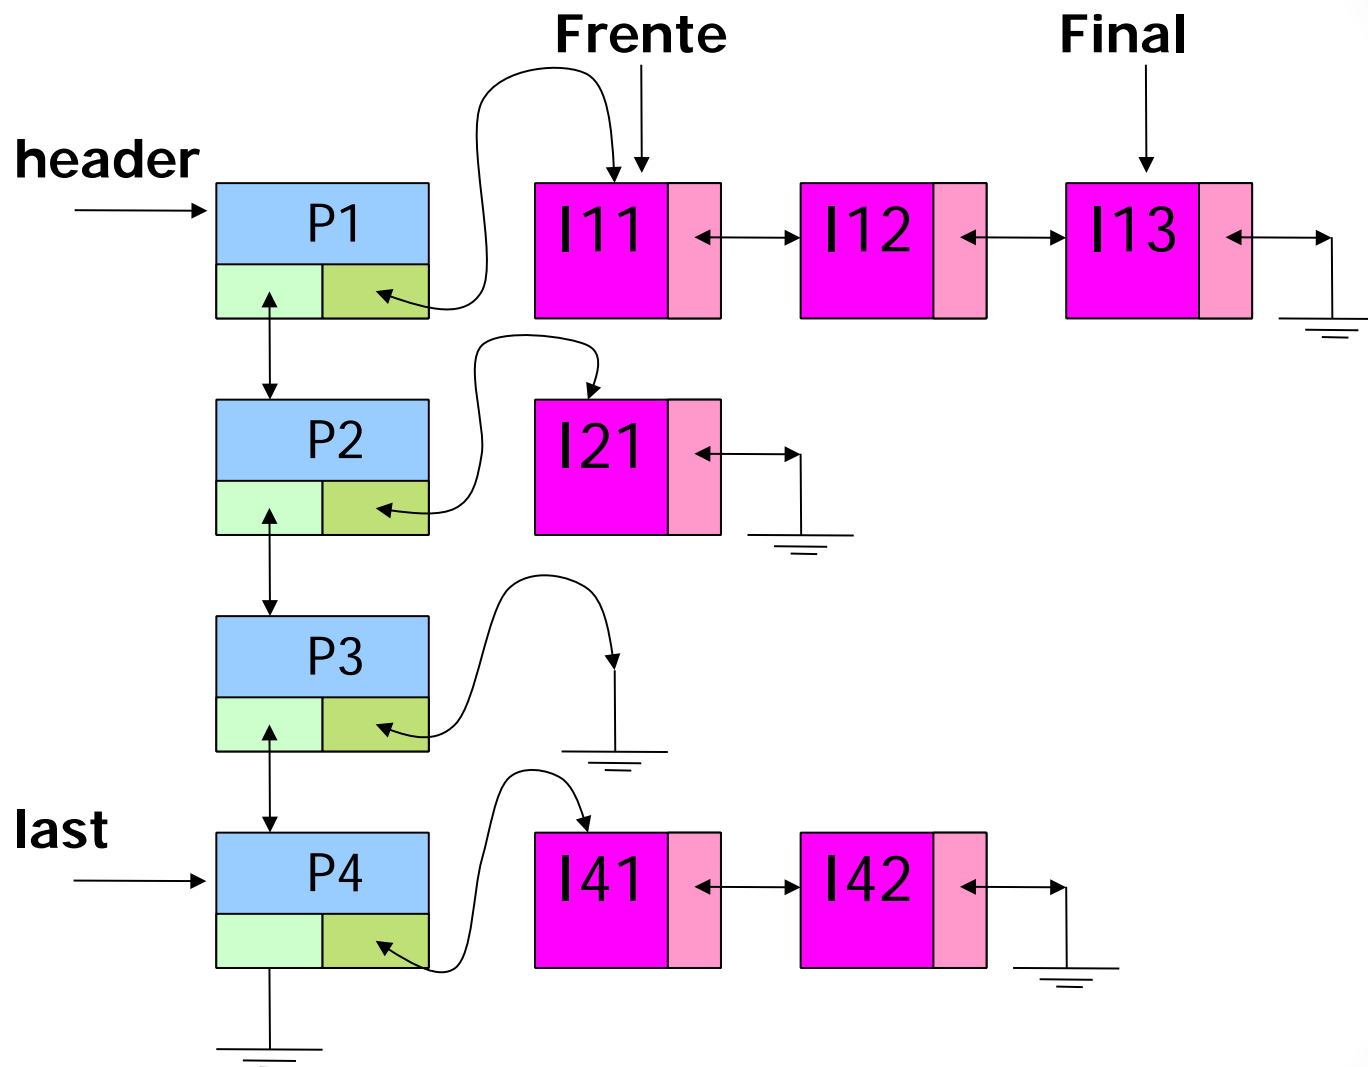 Frente Final
header
P1 I11 I12 I13
P2 I21
P3
last
P4 I41 I42